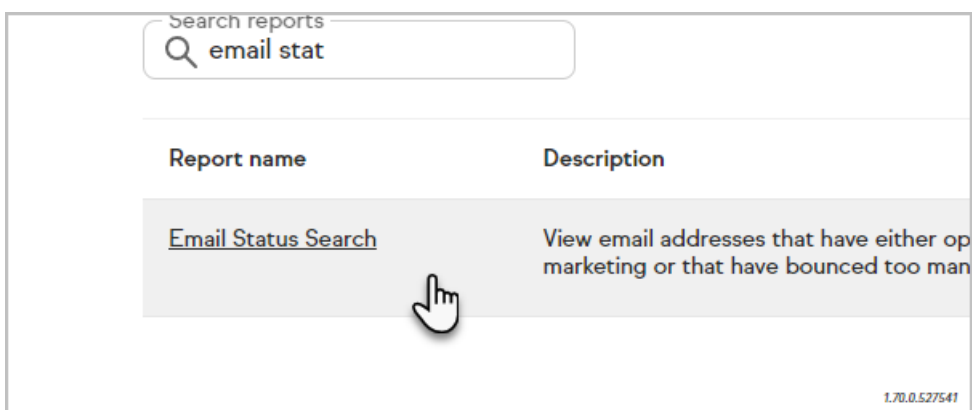 Search reports
email stat
Report name
Description
Email Status Search
View email addresses that have either op
marketing or that have bounced too man
1.70.0.527541